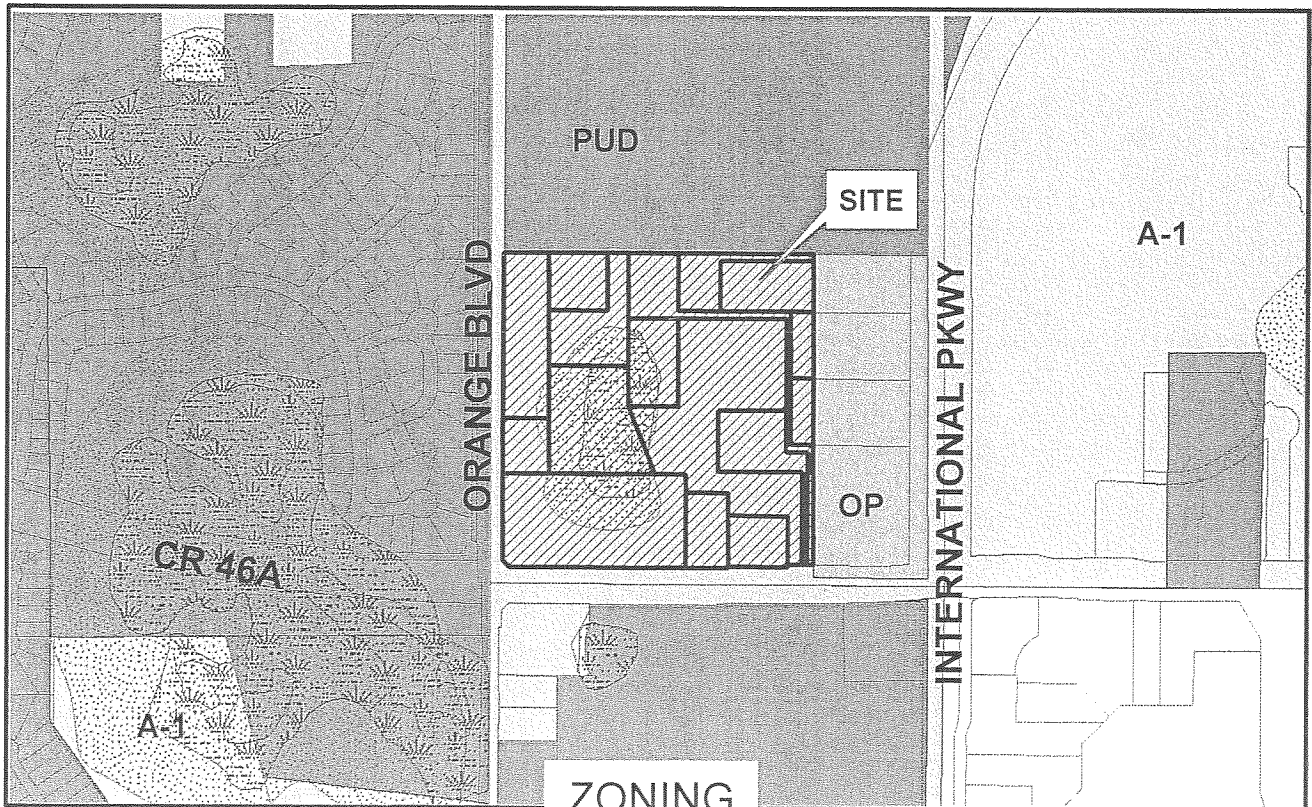 PUD
SITE
A-1
ORANGE BLVD
INTERNATIONAL PKWY
OP
CR 46A
A-1
ZONING